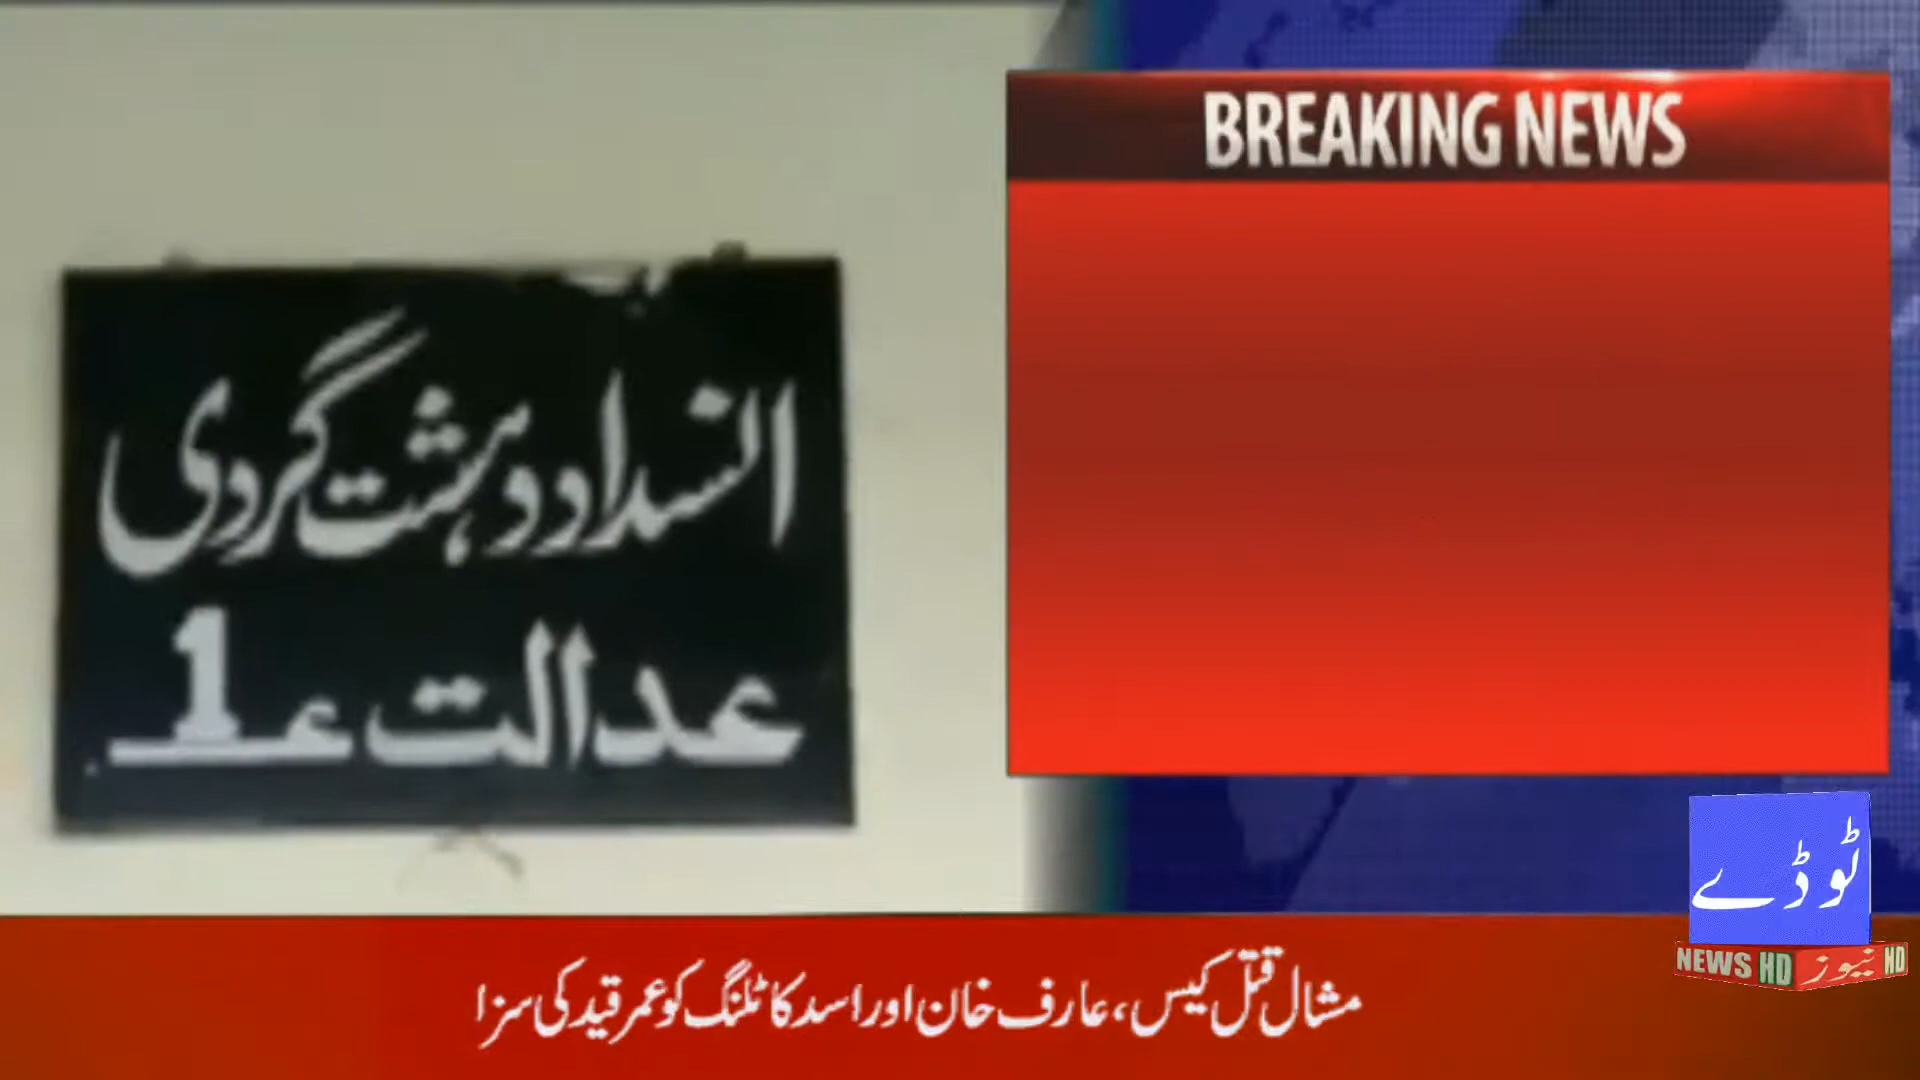 BREAKING NEWS
انسداد دہشت گردی
عدالت ؏1
ٹوڈے
NEWS HD نیوز HD
مشال قتل کیس، عارف خان اور اسد کاٹلنگ کو عمر قید کی سزا